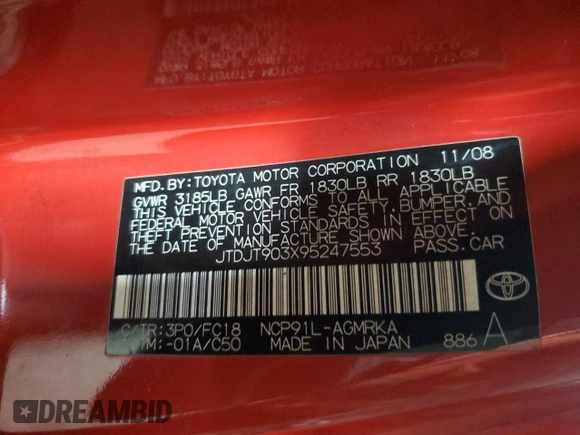 MFD.BY:TOYOTA MOTOR CORPORATION 11/08
GVWR 3185LB GAWR FR 1830LB RR 1830LB
THIS VEHICLE CONFORMS TO ALL APPLICABLE
FEDERAL MOTOR VEHICLE SAFETY, BUMPER, AND
THEFT PREVENTION STANDARDS IN EFFECT ON
THE DATE OF MANUFACTURE SHOWN ABOVE.
JTDJT903X95247553 PASS.CAR
C/TR:3P0/FC18 NCP91L-AGMRKA
A/TM:-01A/C50 MADE IN JAPAN 886 A
DREAMBID